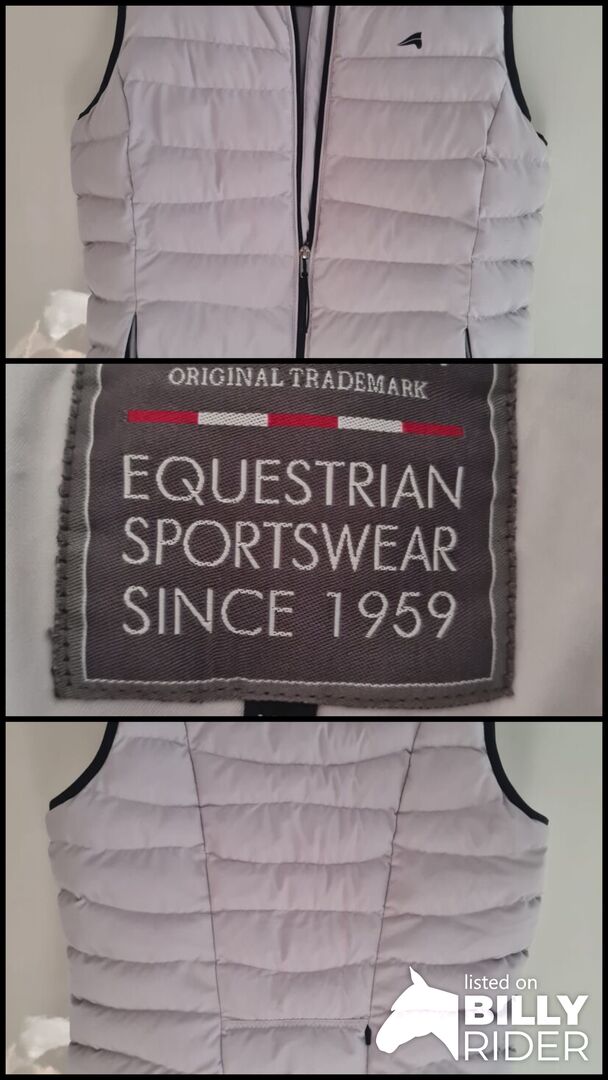 ORIGINAL TRADEMARK
EQUESTRIAN
SPORTSWEAR
SINCE 1959
listed on
BILLY
RIDER